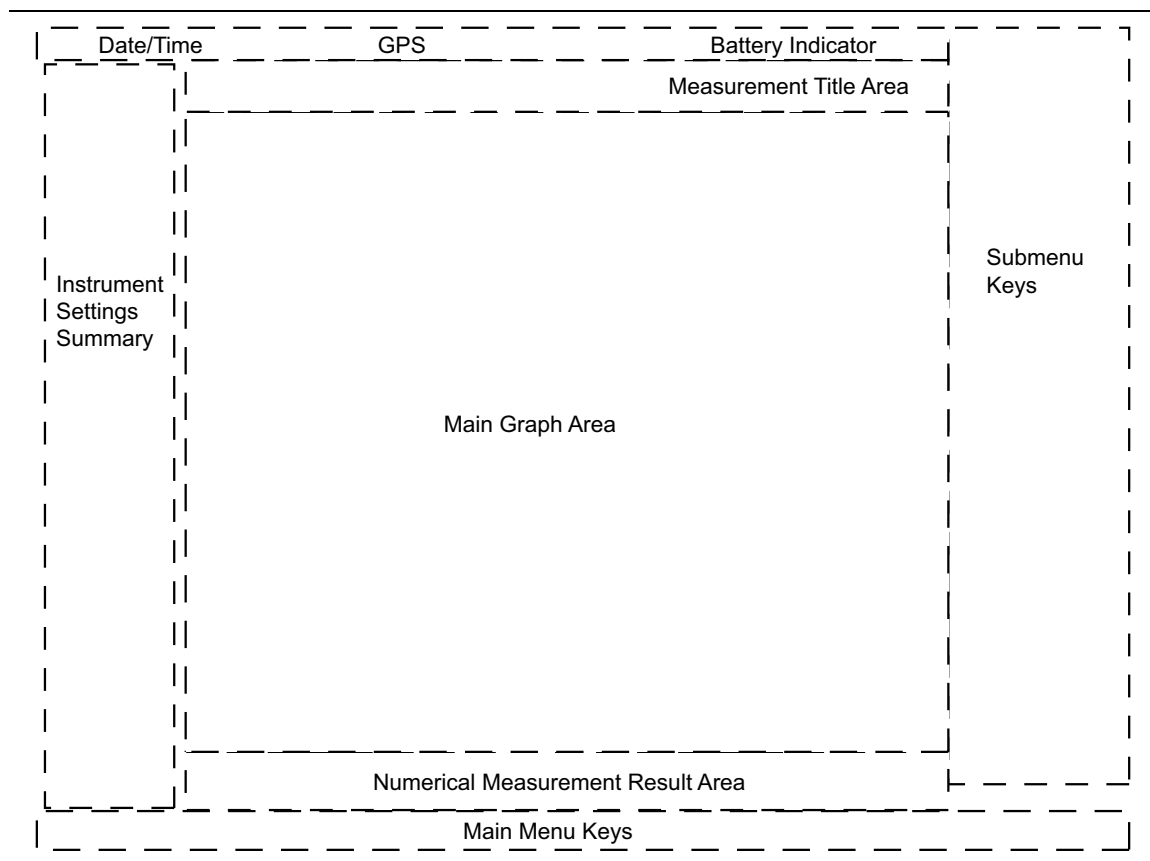 Date/Time GPS Battery Indicator
Measurement Title Area
Instrument
Settings
Summary
Submenu
Keys
Main Graph Area
Numerical Measurement Result Area
Main Menu Keys